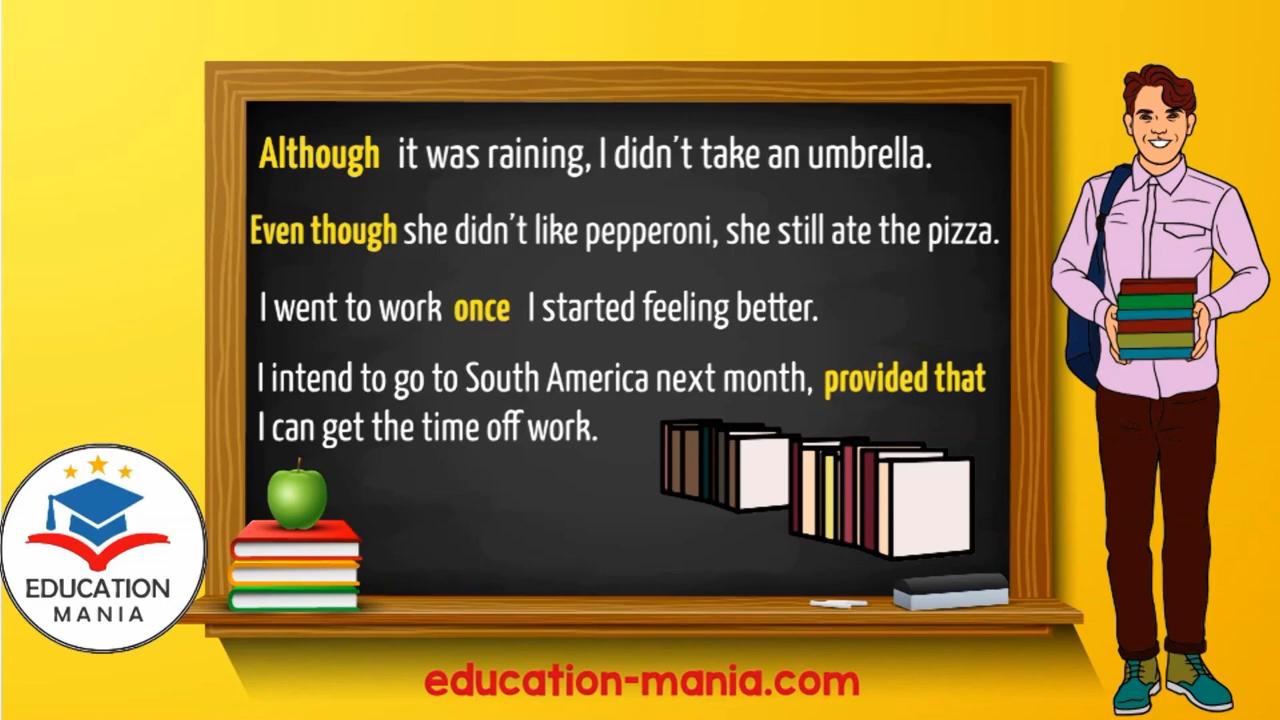 Although it was raining, I didn't take an umbrella.
Even though she didn't like pepperoni, she still ate the pizza.
I went to work once I started feeling better.
I intend to go to South America next month, provided that
I can get the time off work.
EDUCATION
MANIA
education-mania.com